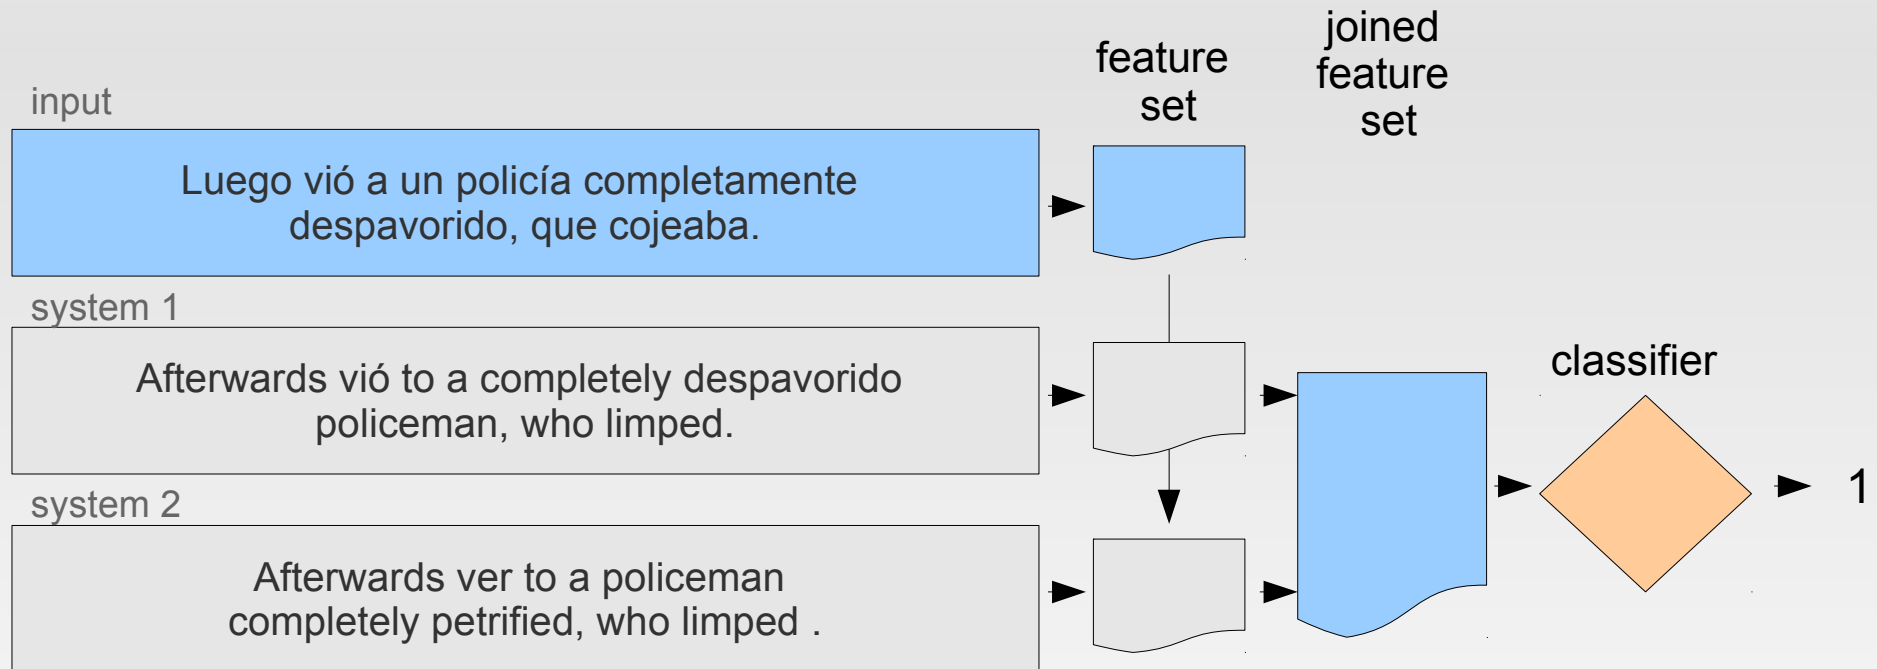 feature
set
joined
feature
set
input
Luego vió a un policía completamente
despavorido, que cojeaba.
system 1
Afterwards vió to a completely despavorido
policeman, who limped.
classifier
1
system 2
Afterwards ver to a policeman
completely petrified, who limped .